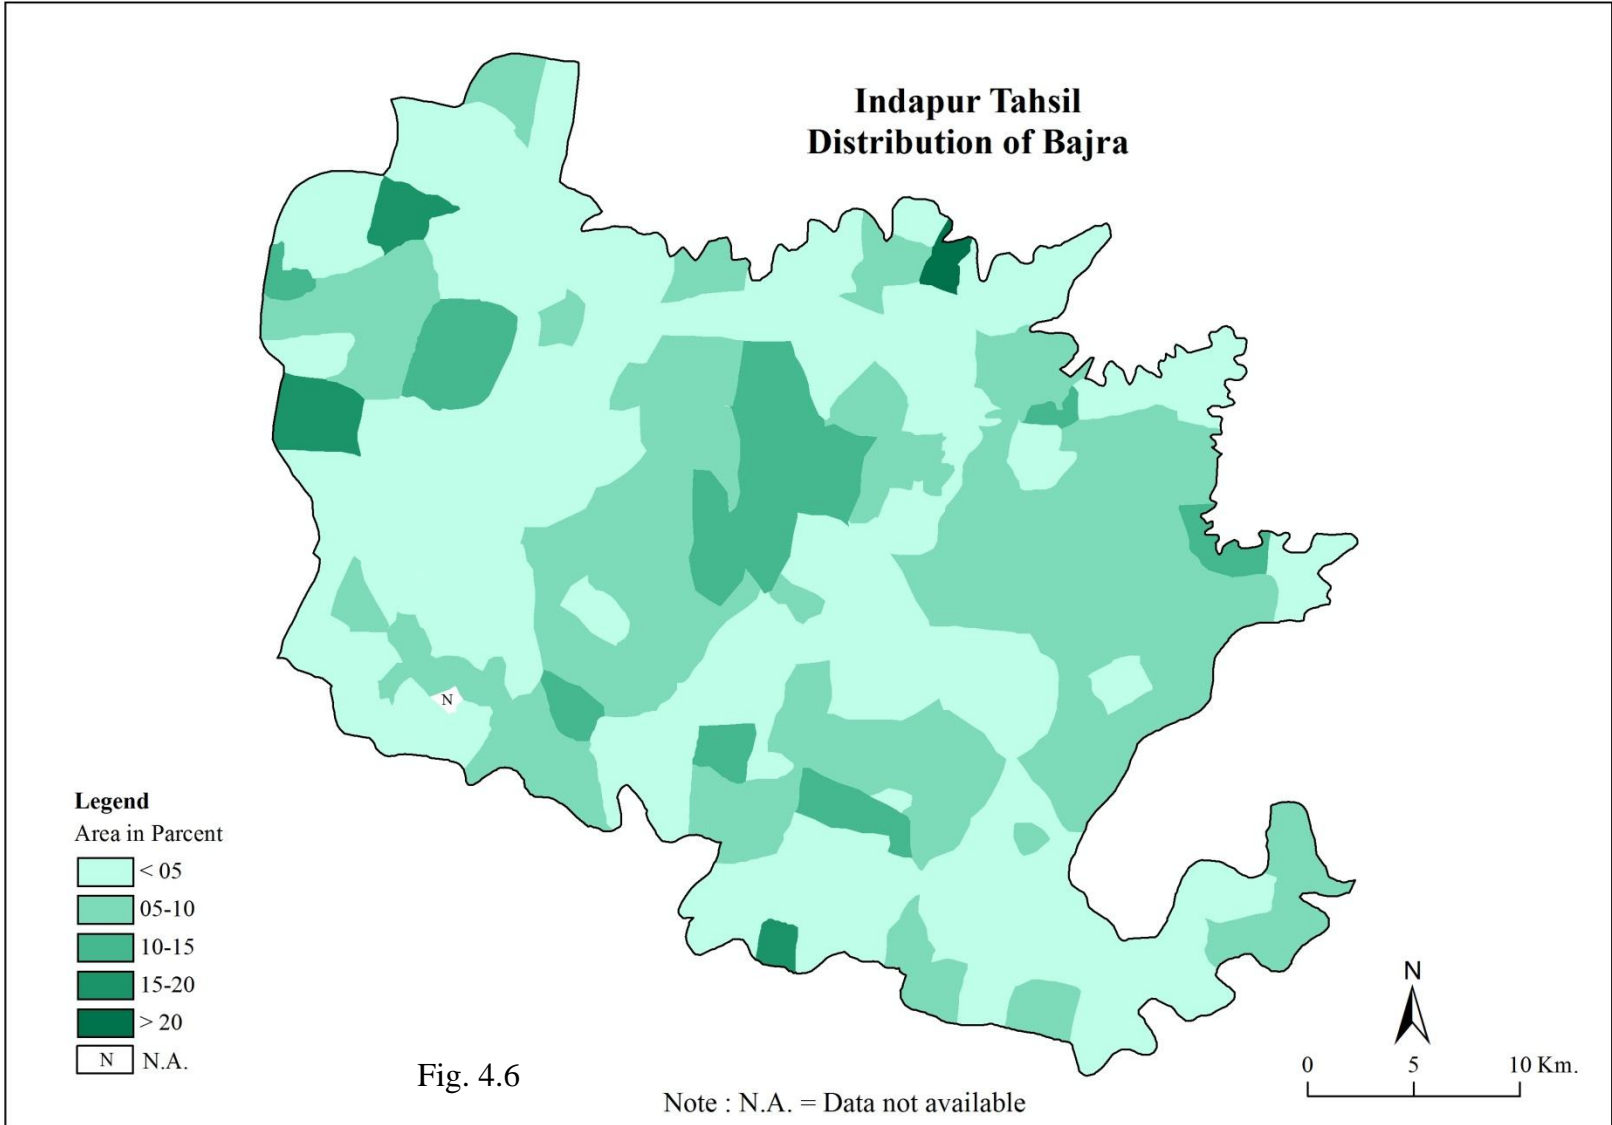 Indapur Tahsil
Distribution of Bajra
N
Legend
Area in Parcent
< 05
05-10
10-15
15-20
> 20
N N.A.
Fig. 4.6
Note : N.A. = Data not available
N
0 5 10 Km.